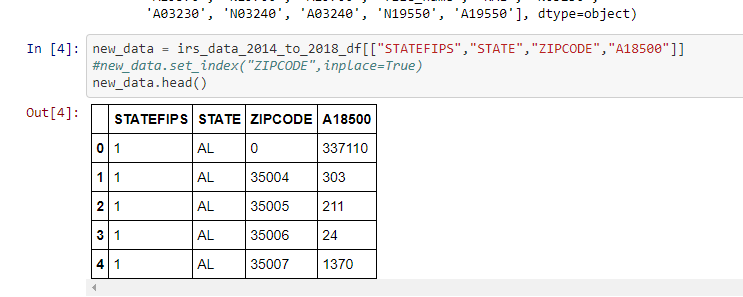 'A03230', 'N03240', 'A03240', 'N19550', 'A19550'], dtype=object)
In [4]: new_data = irs_data_2014_to_2018_df[["STATEFIPS","STATE","ZIPCODE","A18500"]]
#new_data.set_index("ZIPCODE",inplace=True)
new_data.head()
Out[4]:
STATEFIPS STATE ZIPCODE A18500
0 1 AL 0 337110
1 1 AL 35004 303
2 1 AL 35005 211
3 1 AL 35006 24
4 1 AL 35007 1370